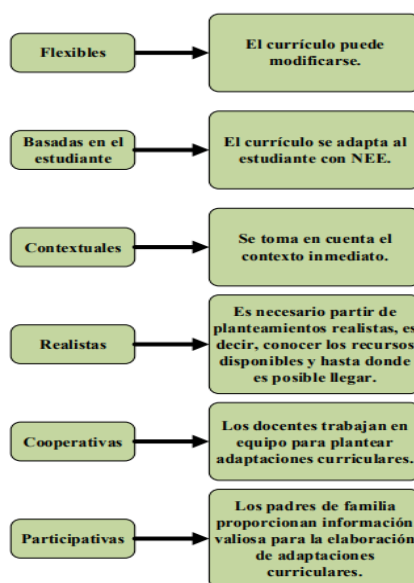 Flexibles
El currículo puede
modificarse.
Basadas en el
estudiante
El currículo se adapta al
estudiante con NEE.
Contextuales
Se toma en cuenta el
contexto inmediato.
Realistas
Es necesario partir de
planteamientos realistas, es
decir, conocer los recursos
disponibles y hasta donde
es posible llegar.
Cooperativas
Los docentes trabajan en
equipo para plantear
adaptaciones curriculares.
Participativas
Los padres de familia
proporcionan información
valiosa para la elaboración
de adaptaciones
curriculares.